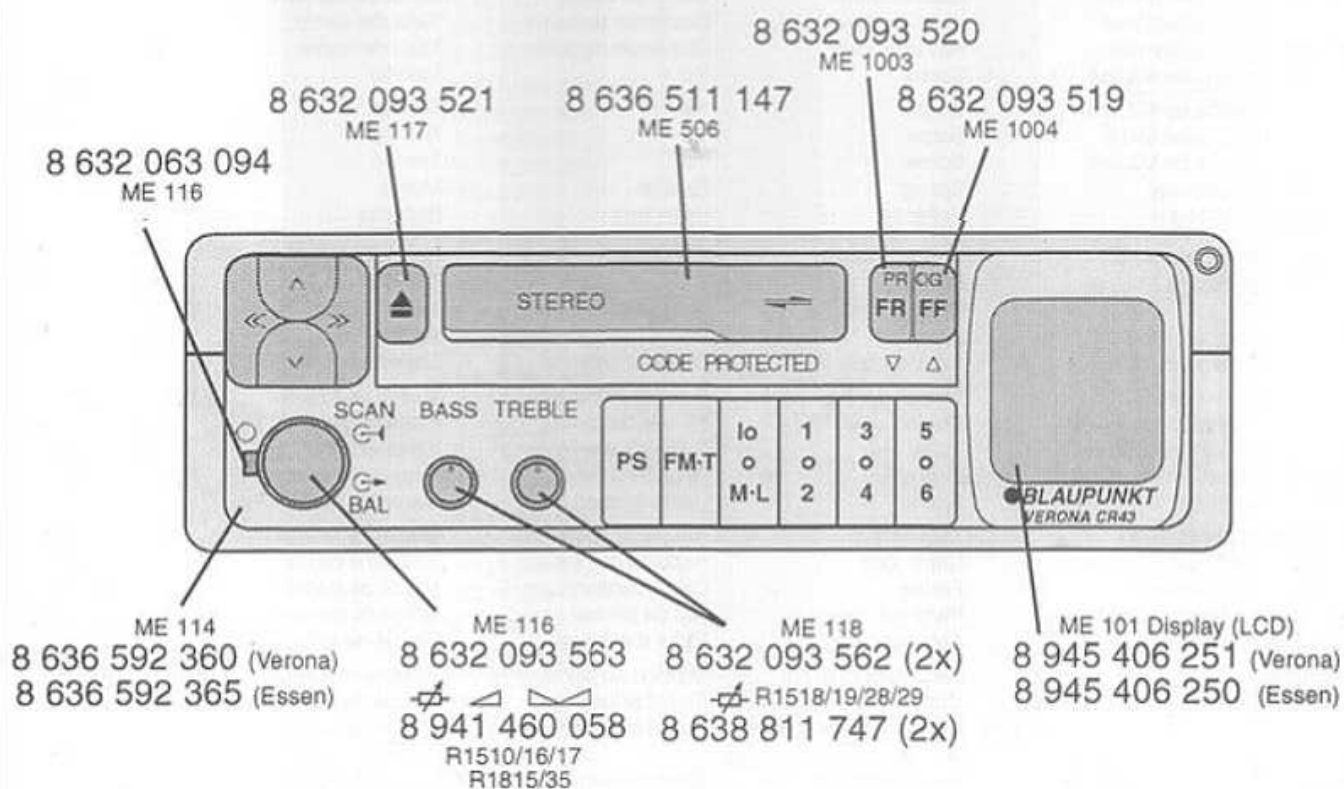 8 632 093 520
ME 1003
8 632 093 521
ME 117
8 636 511 147
ME 506
8 632 093 519
ME 1004
8 632 063 094
ME 116
PR OG
FR FF
STEREO
CODE PROTECTED
SCAN BASS TREBLE
BAL
PS FM·T
lo 1 3 5
M·L 2 4 6
BLAUPUNKT
VERONA CR43
ME 114
8 636 592 360 (Verona)
8 636 592 365 (Essen)
ME 116
8 632 093 563
8 941 460 058
R1510/16/17
R1815/35
ME 118
8 632 093 562 (2x)
R1518/19/28/29
8 638 811 747 (2x)
ME 101 Display (LCD)
8 945 406 251 (Verona)
8 945 406 250 (Essen)